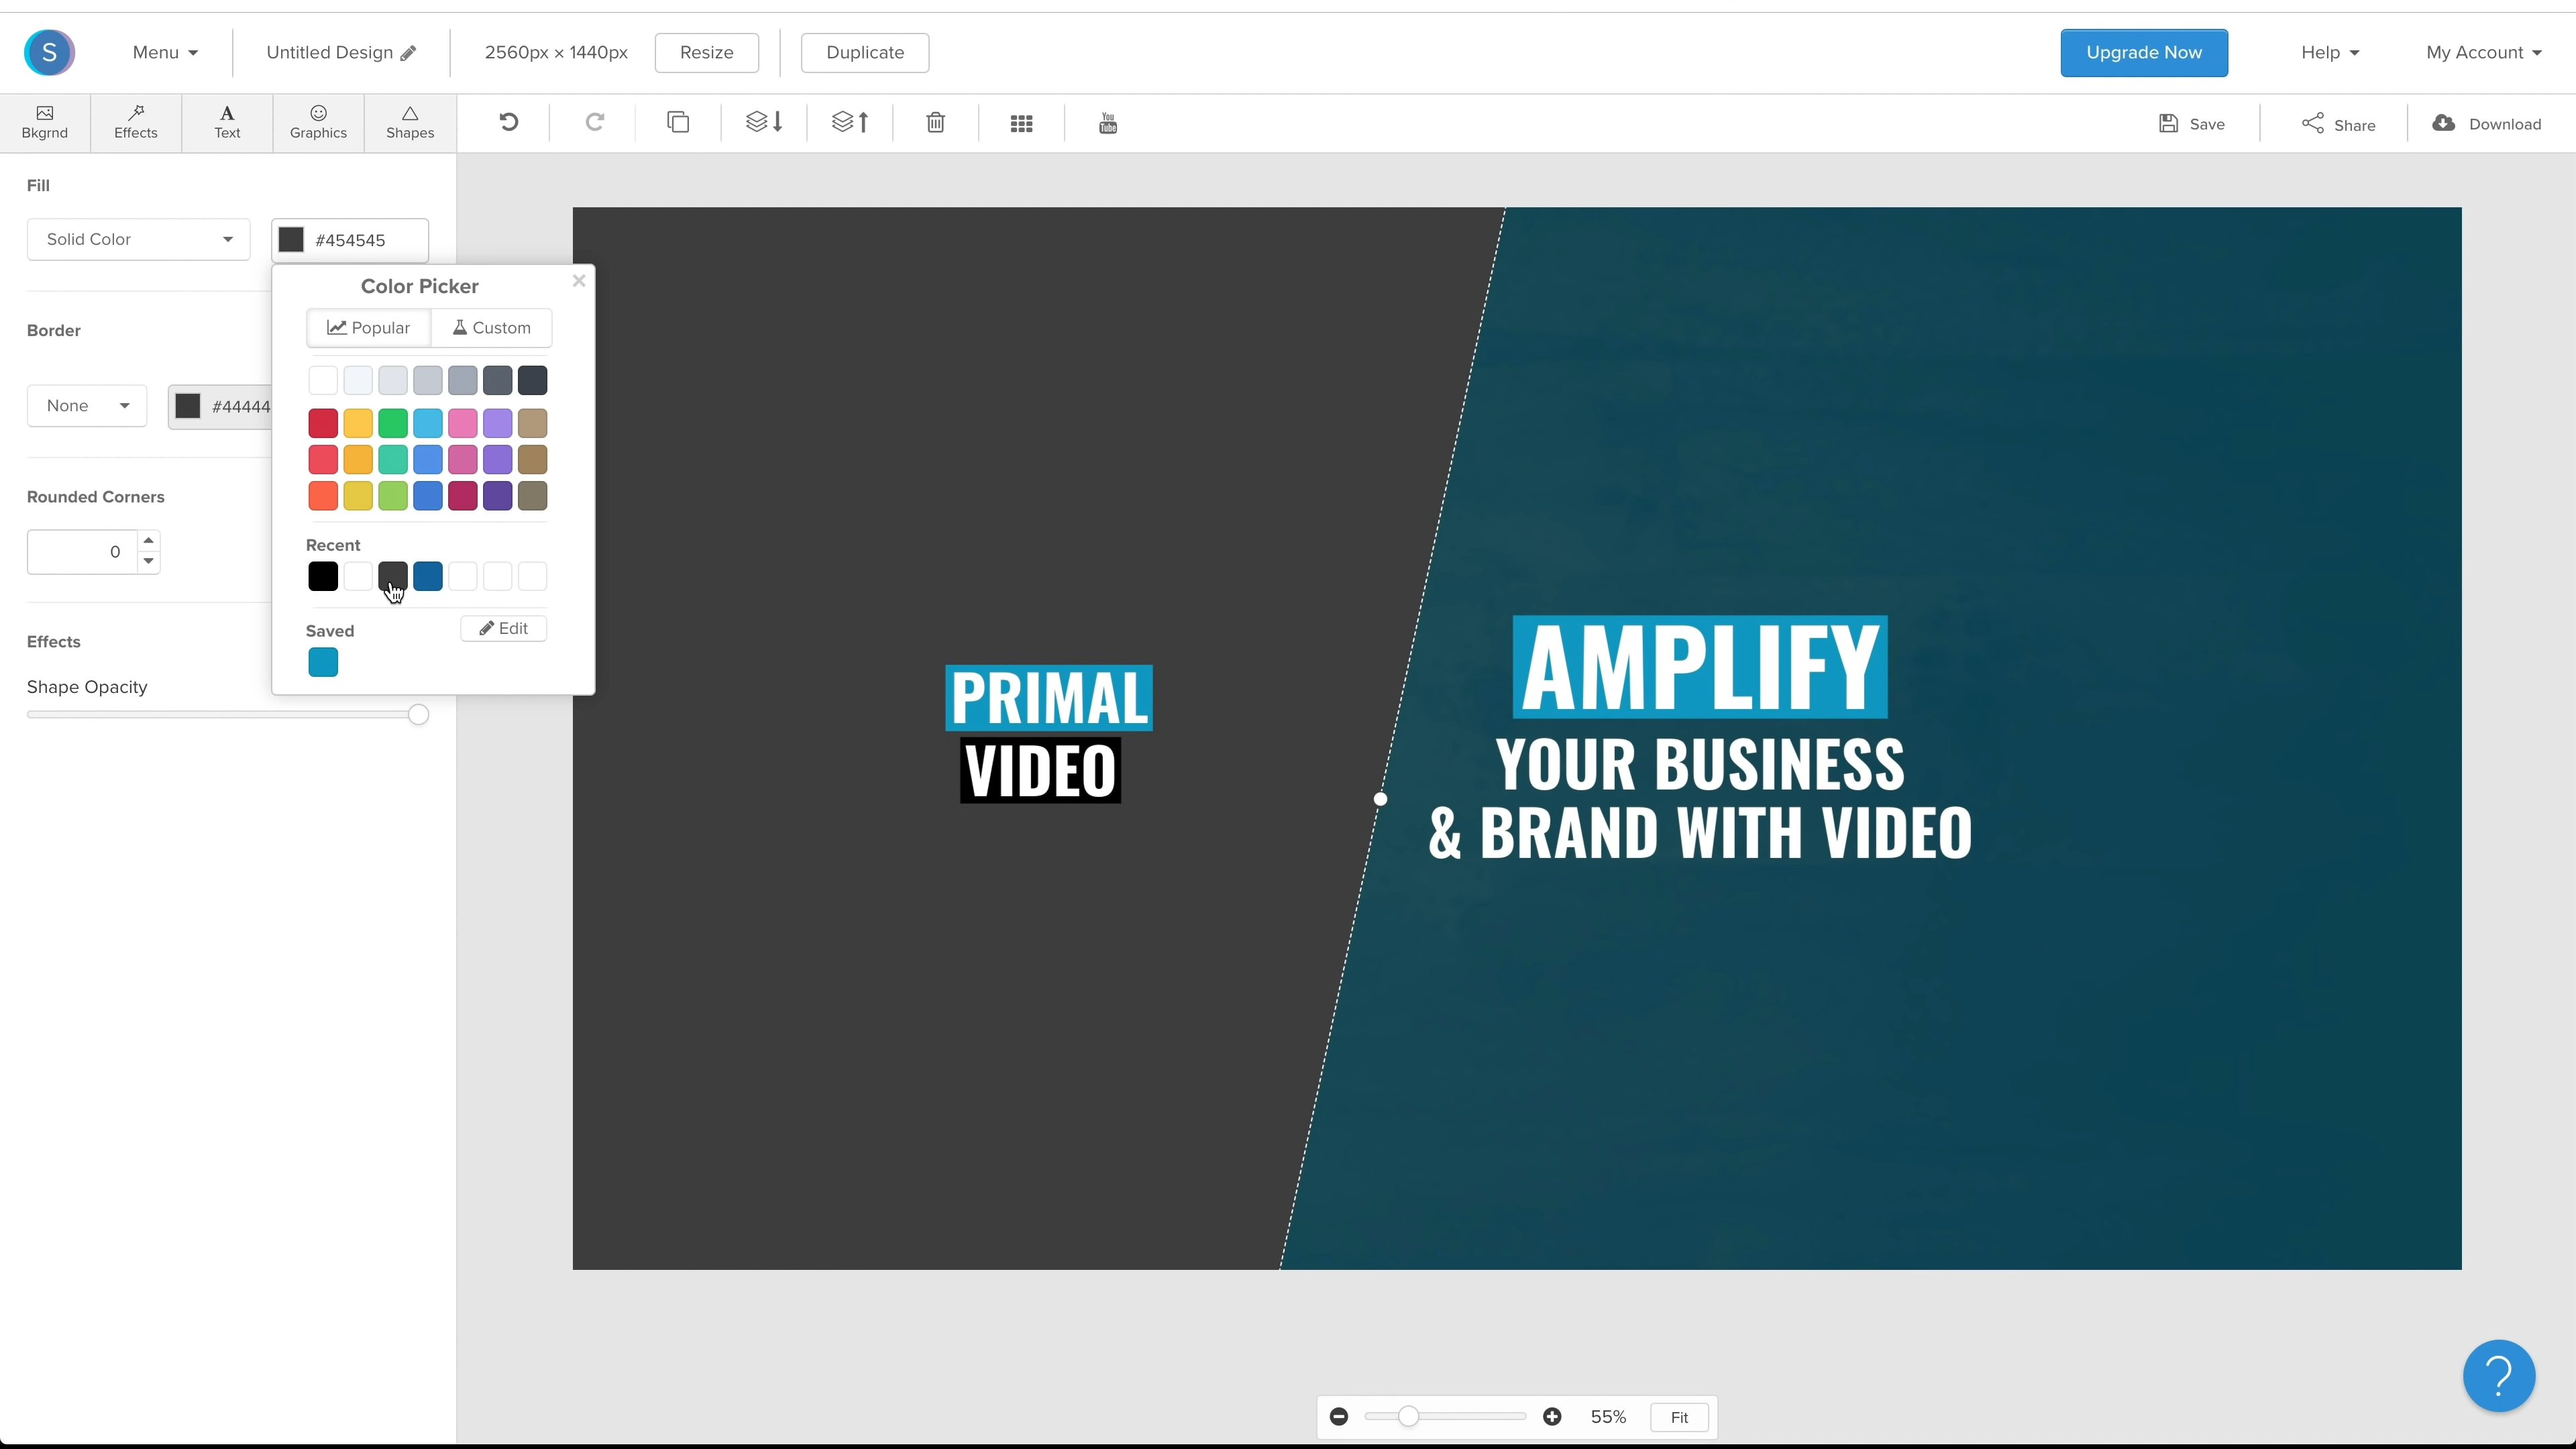 S
Menu
Untitled Design
2560px × 1440px
Resize
Duplicate
Upgrade Now
Help
My Account
Bkgrnd
Effects
Text
Graphics
Shapes
You
Tube
Save
Share
Download
Fill
Solid Color
#454545
Color Picker
Popular
Custom
Border
None
#44444
Rounded Corners
0
Recent
Saved
Edit
Effects
Shape Opacity
PRIMAL
VIDEO
AMPLIFY
YOUR BUSINESS
& BRAND WITH VIDEO
55%
Fit
?